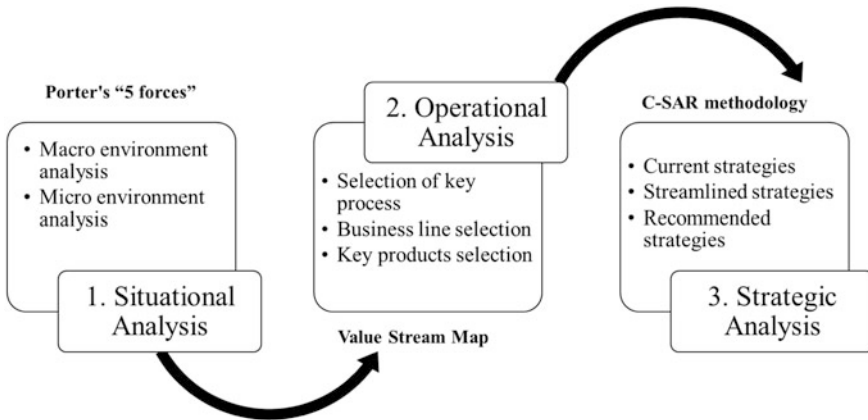 Porter's “5 forces”
• Macro environment
analysis
• Micro environment
analysis
1. Situational
Analysis
2. Operational
Analysis
• Selection of key
process
• Business line selection
• Key products selection
Value Stream Map
C-SAR methodology
• Current strategies
• Streamlined strategies
• Recommended
strategies
3. Strategic
Analysis